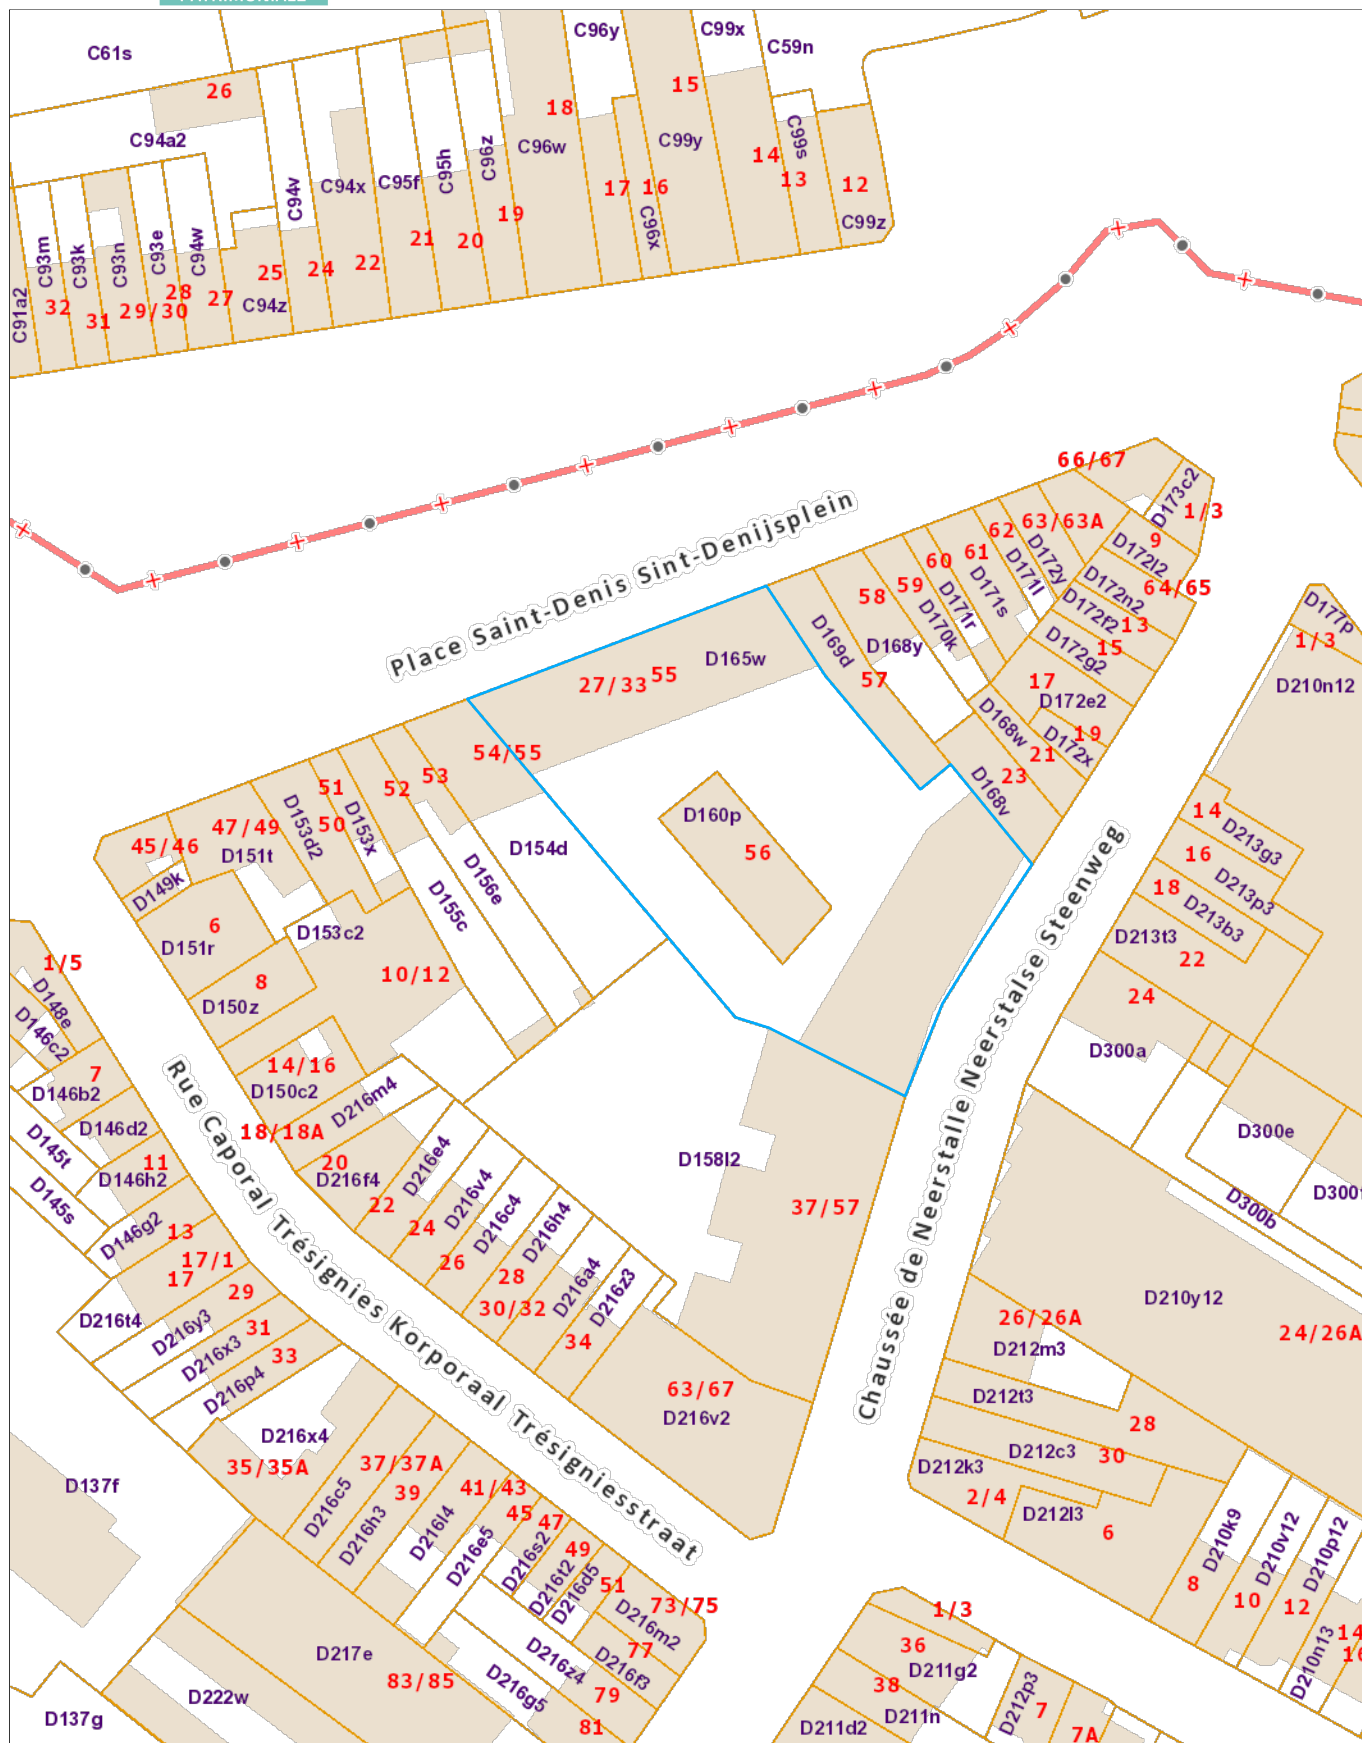 C61s
C96y
C99x
C59n
26
18
15
C94a2
C96w
C99y
14
C99s
13
12
C99z
C94v
C94x
C95f
C95h
C96z
17
16
C96x
19
20
21
22
24
25
C94z
C91a2
C93m
C93k
C93n
C93e
C94w
32
31
29/30
28
27
Place Saint-Denis Sint-Denijsplein
66/67
D173c2
1/3
63/63A
62
9
D172l2
61
60
D171l
D172y
D172n2
64/65
59
D171s
D172f2
13
58
D171r
D170k
D172g2
15
D177p
1/3
D169d
D168y
57
17
D172e2
D165w
27/33
55
D210n12
D168w
19
D172x
21
23
D168v
54/55
53
52
51
50
D153x
D153d2
47/49
D151t
45/46
D149k
D160p
56
D154d
D156e
D155c
14
D213g3
16
D213p3
18
D213b3
D213t3
22
24
6
D151r
D153c2
10/12
8
D150z
1/5
D148e
D146c2
7
D146b2
14/16
D150c2
D216m4
D300a
D300e
D300b
Chaussée de Neerstalle Neerstalse Steenweg
Rue Caporal Trésignies Korporaal Trésigniesstraat
D146d2
D145t
11
D146h2
D145s
D146g2
13
18/18A
20
D216f4
22
D216e4
24
D216v4
26
D216c4
28
D216h4
30/32
D216a4
D216z3
34
D158l2
37/57
17/1
17
29
D216t4
D216y3
31
D216x3
33
D216p4
D216x4
35/35A
D210y12
24/26A
26/26A
D212m3
63/67
D216v2
D212t3
28
D212c3
30
D212k3
2/4
D212l3
6
D137f
37/37A
39
D216c5
D216h3
41/43
D216l4
45
47
D216e5
D216s2
49
D216t2
D216d5
51
73/75
D216m2
77
D216f3
D210k9
8
D210v12
10
D210p12
12
D210n13
14
D217e
83/85
D216z4
D216g5
79
81
D222w
D137g
1/3
36
D211g2
38
D211n
D211d2
D212p3
7
7A